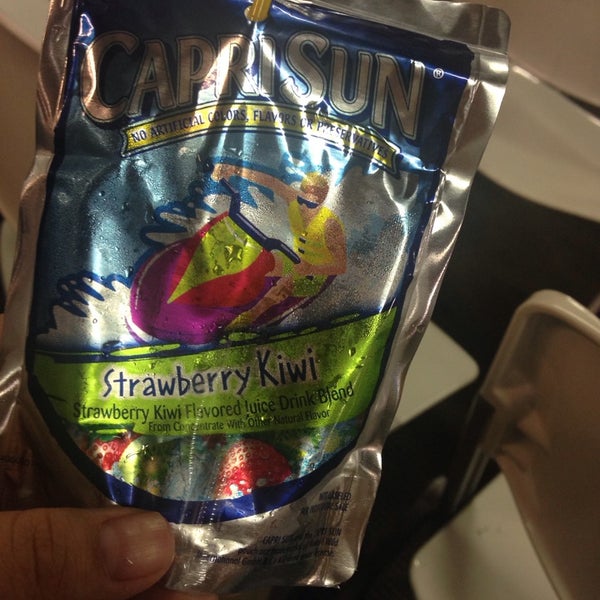 CAPRISUN®
NO ARTIFICIAL COLORS, FLAVORS OR PRESERVATIVES
Strawberry Kiwi
Strawberry Kiwi Flavored Juice Drink Blend
From Concentrate With Other Natural Flavor